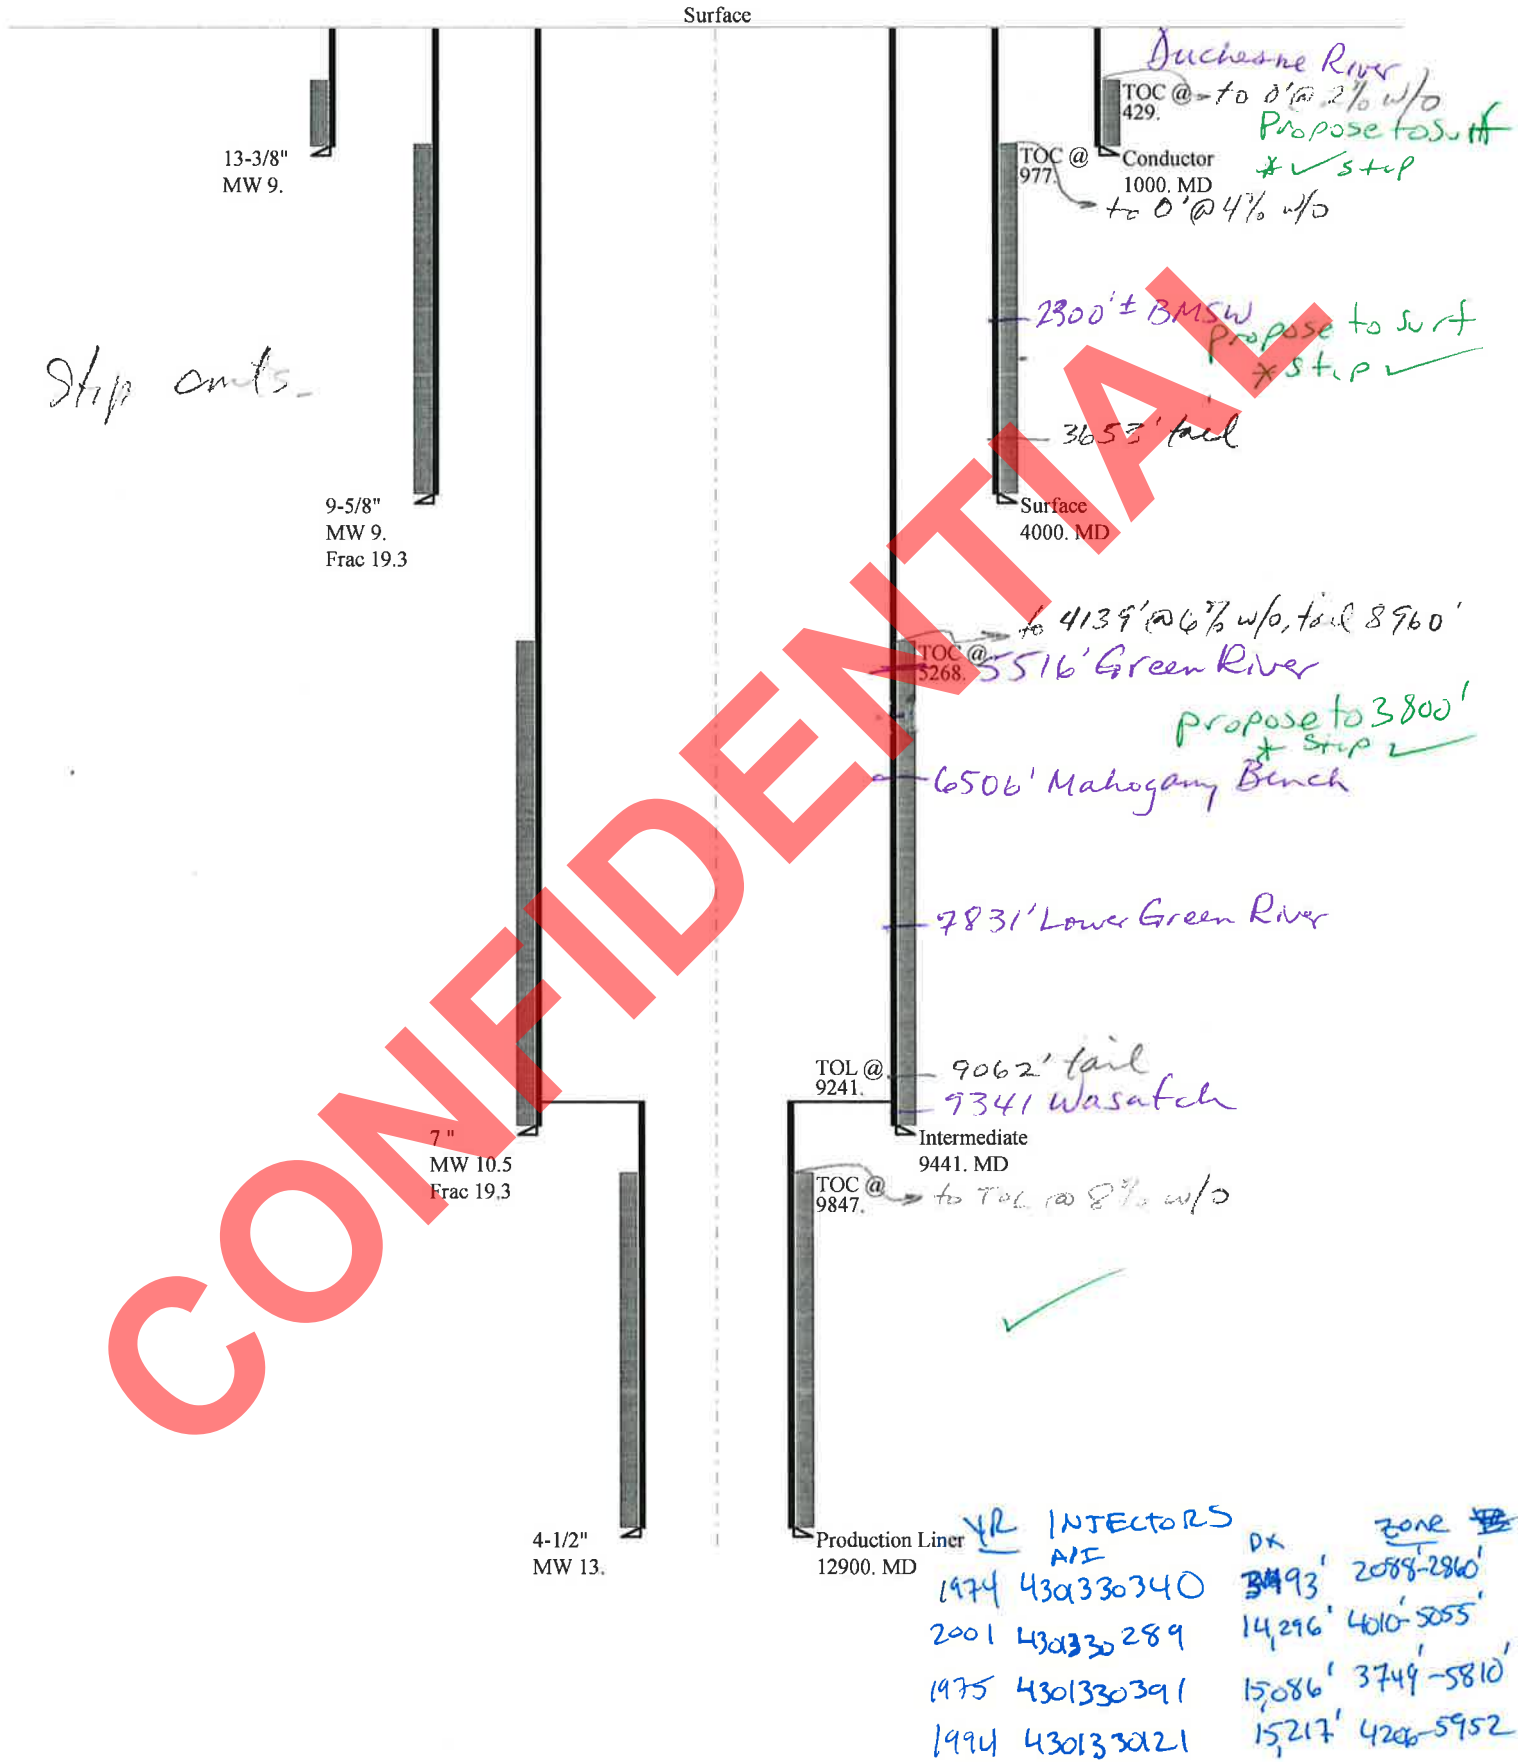 Surface
Duchesne River
TOC @
429.
to 0' @ 2% w/o
Propose to surf
* ✓ stip
13-3/8"
MW 9.
TOC @
977.
Conductor
1000. MD
to 0' @ 4% w/o
2300' ± BMSW
propose to surf
* stip ✓
Stip cmts.
3653' tail
9-5/8"
MW 9.
Frac 19.3
Surface
4000. MD
to 4139' @ 6% w/o, tail 8960'
TOC @
5268.
5516' Green River
propose to 3800'
* stip ✓
6506' Mahogany Bench
7831' Lower Green River
TOL @
9241.
9062' tail
9341 Wasatch
7 "
MW 10.5
Frac 19.3
Intermediate
9441. MD
TOC @
9847.
to TOL @ 8% w/o
✓
4-1/2"
MW 13.
Production Liner
12900. MD
YR INJECTORS
API
zone
1974 4301330340 2088'-2860'
2001 4301330289 14,296' 4010'-5055'
1975 4301330391 15,086' 3749'-5810'
1994 4301330121 15,217' 4206-5952
CONFIDENTIAL